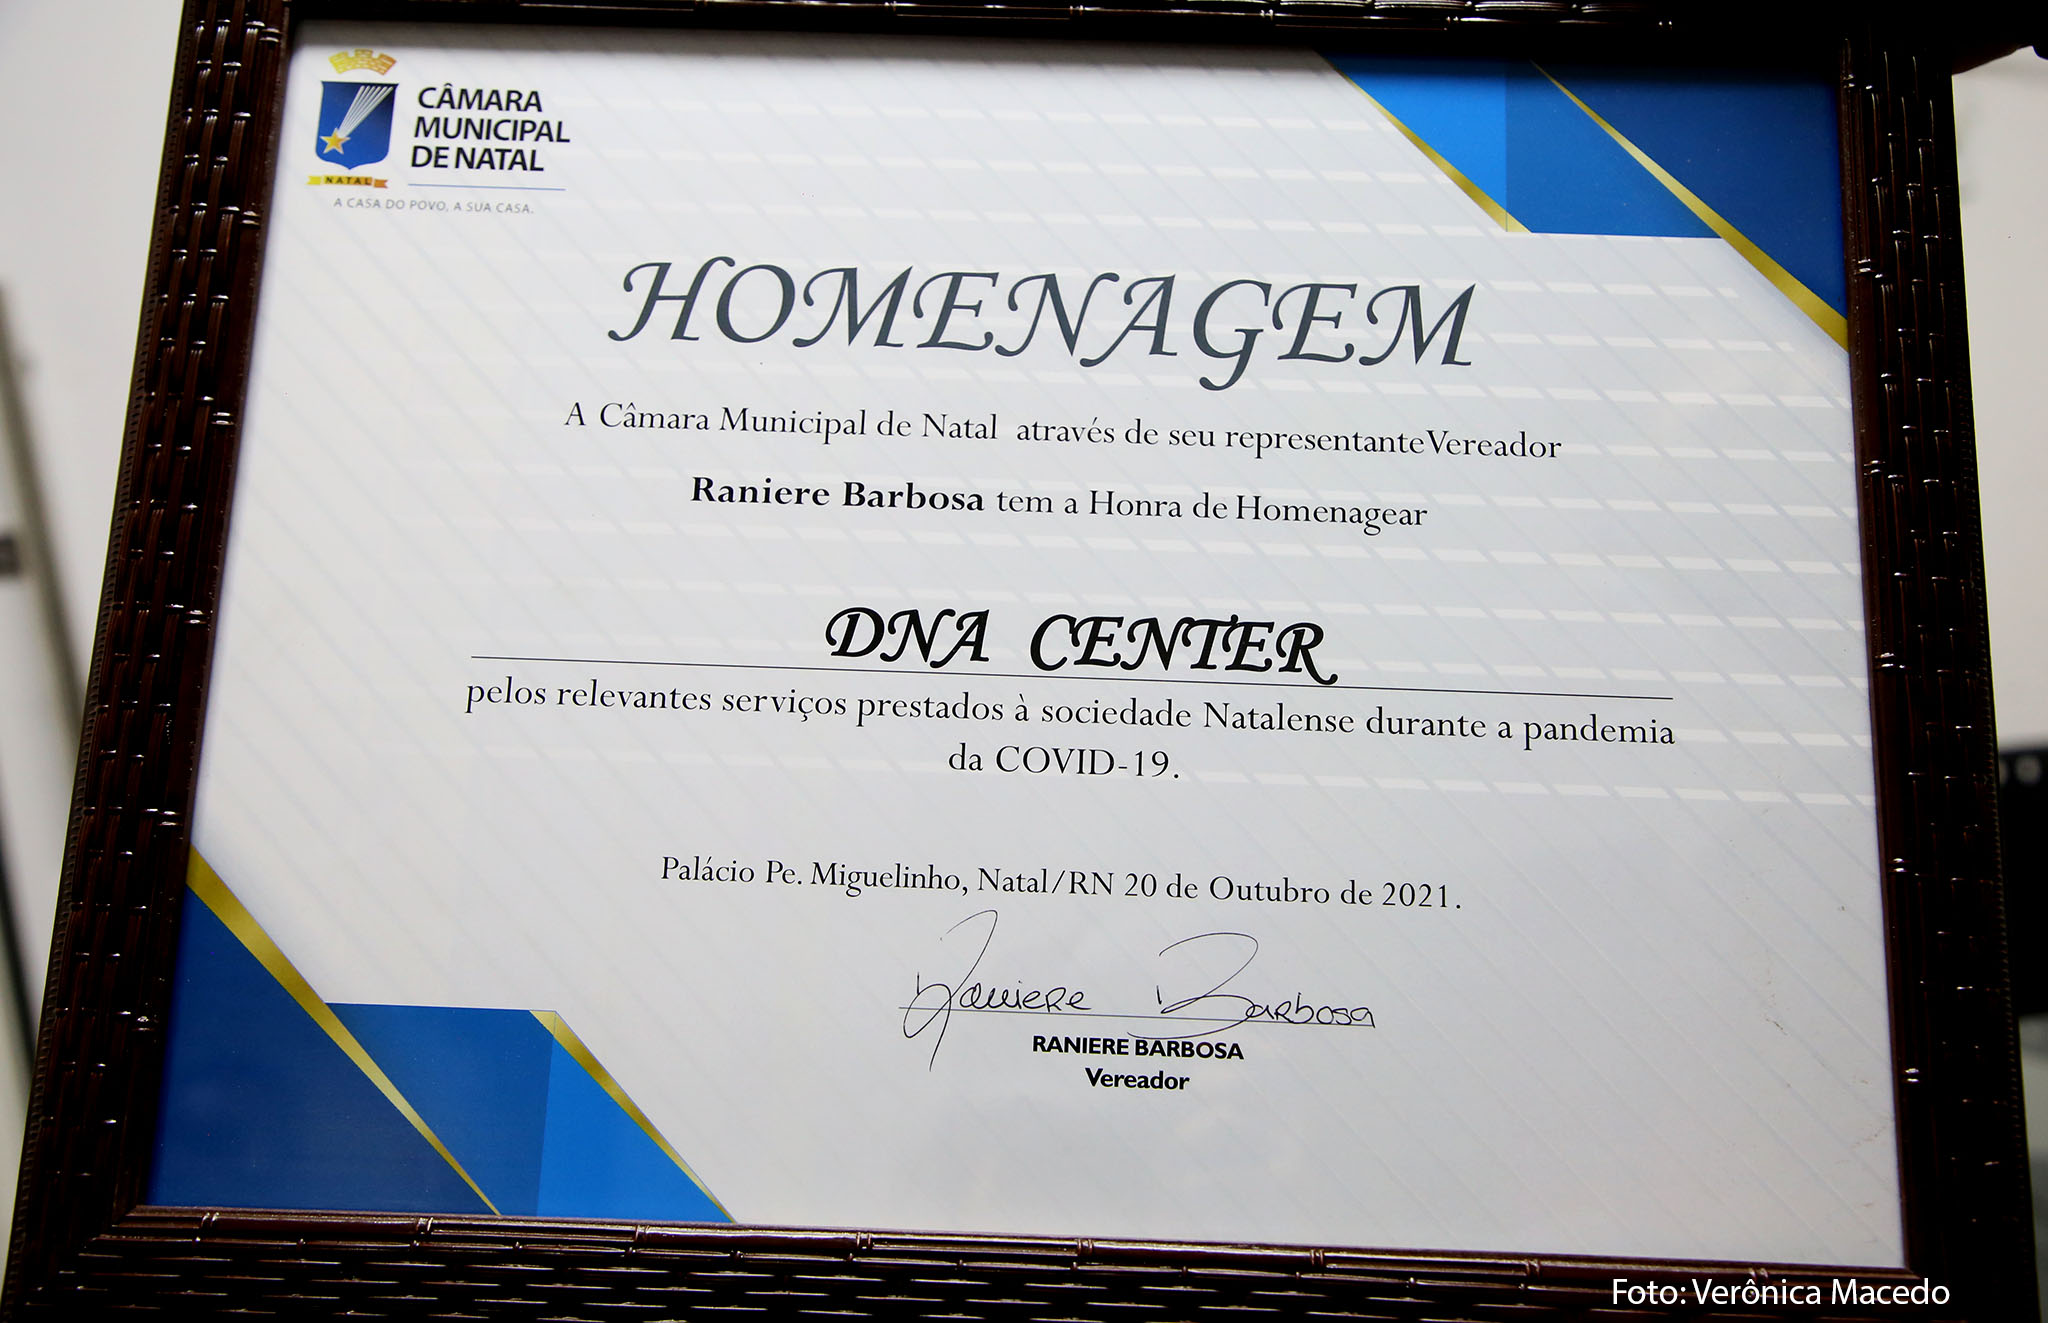 CÂMARA
MUNICIPAL
DE NATAL
NATAL
A CASA DO POVO, A SUA CASA.
HOMENAGEM
A Câmara Municipal de Natal através de seu representante Vereador
Raniere Barbosa tem a Honra de Homenagear
DNA CENTER
pelos relevantes serviços prestados à sociedade Natalense durante a pandemia
da COVID-19.
Palácio Pe. Miguelinho, Natal/RN 20 de Outubro de 2021.
Raniere Barbosa
RANIERE BARBOSA
Vereador
Foto: Verônica Macedo